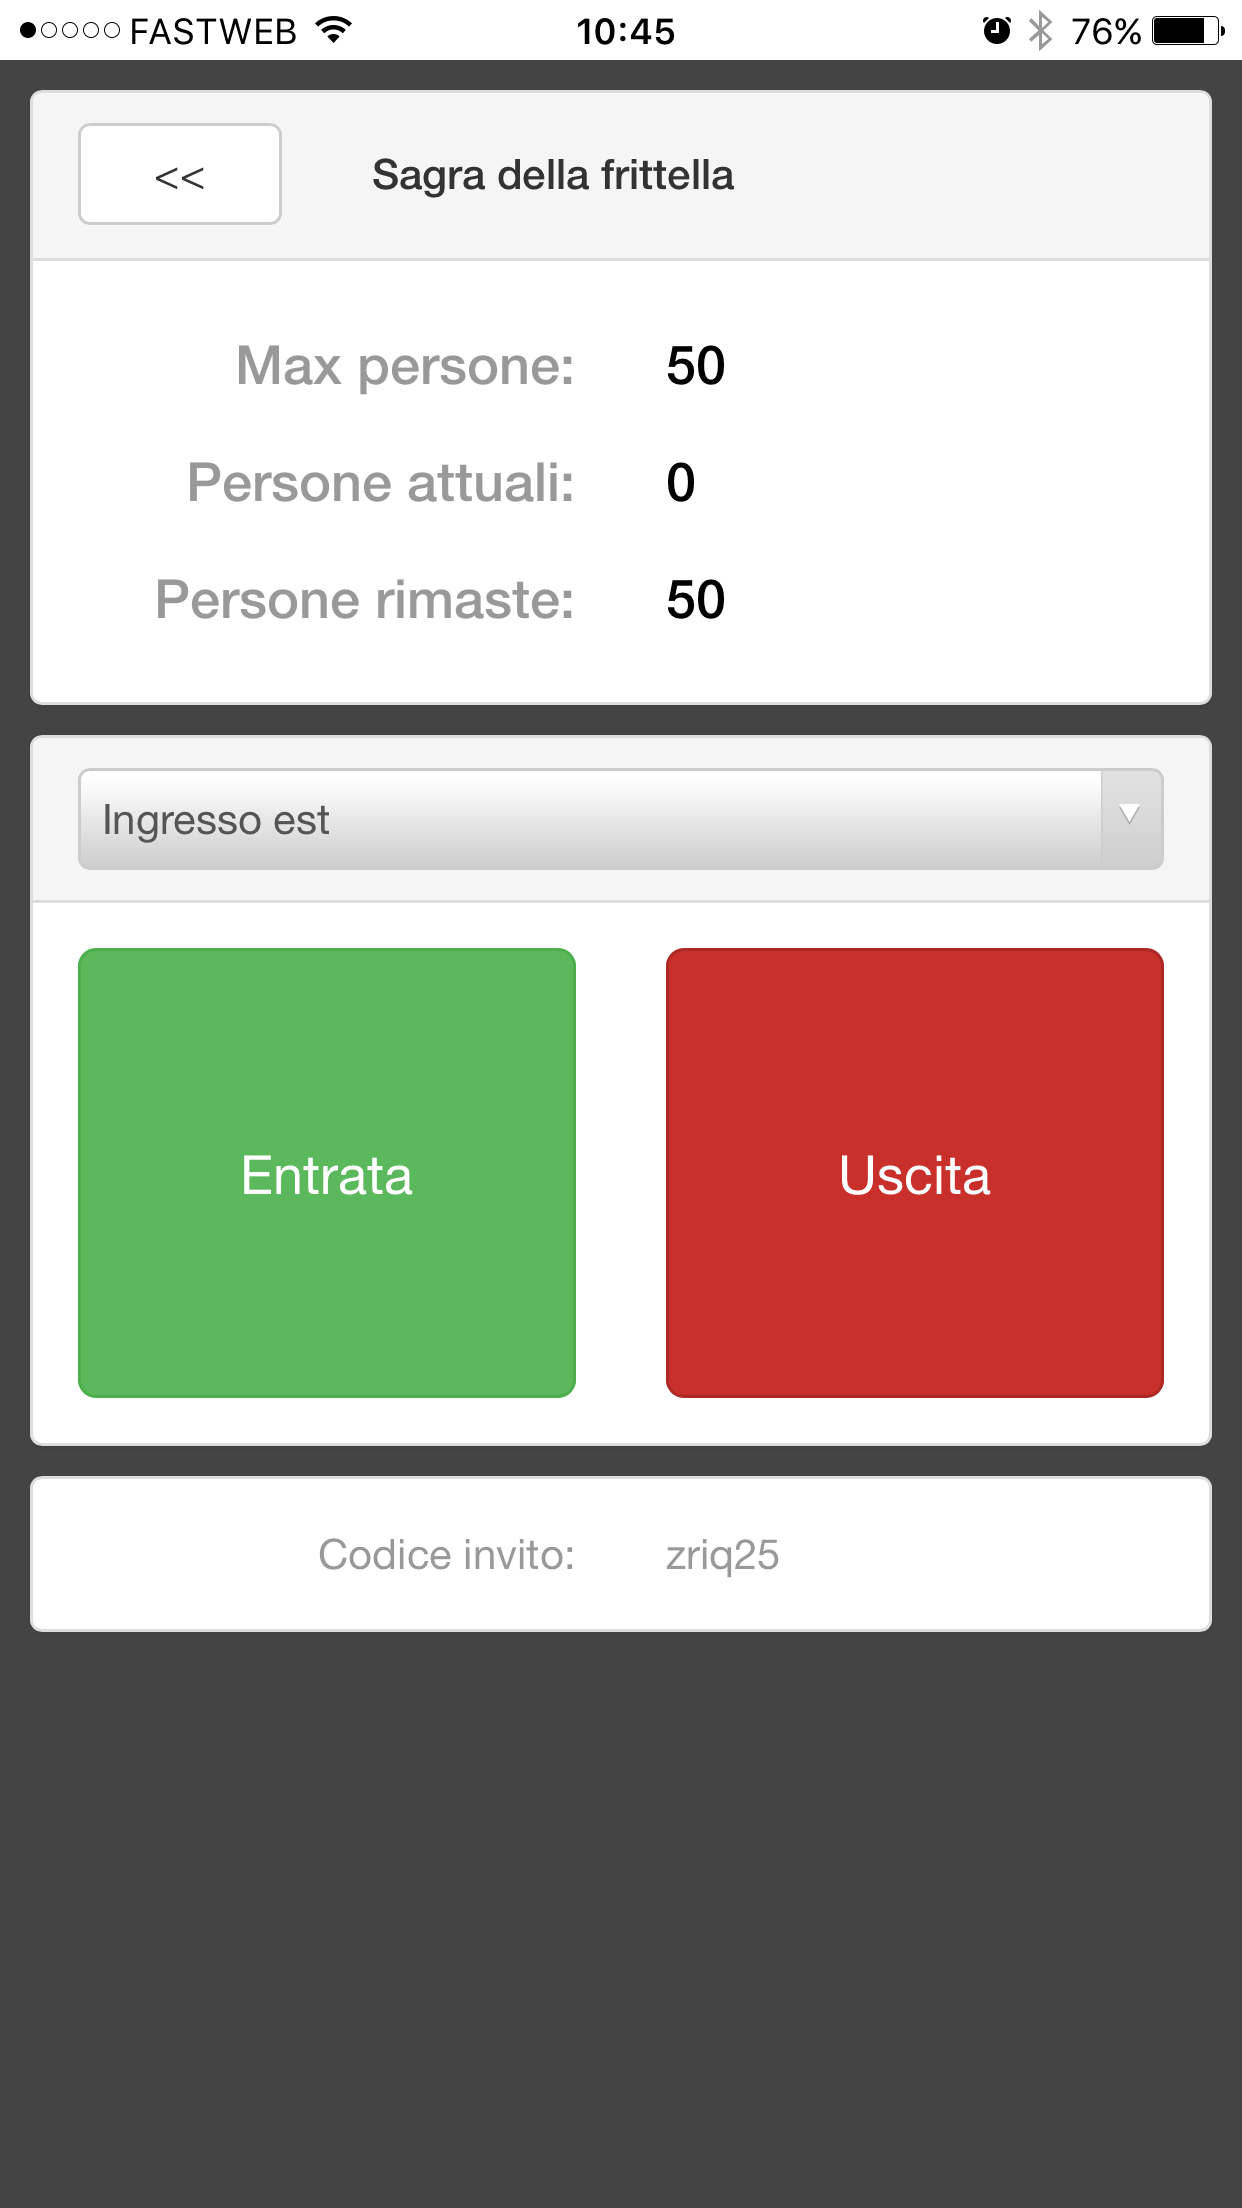 FASTWEB 10:45 76%
<< Sagra della frittella
Max persone: 50
Persone attuali: 0
Persone rimaste: 50
Ingresso est
Entrata Uscita
Codice invito: zriq25